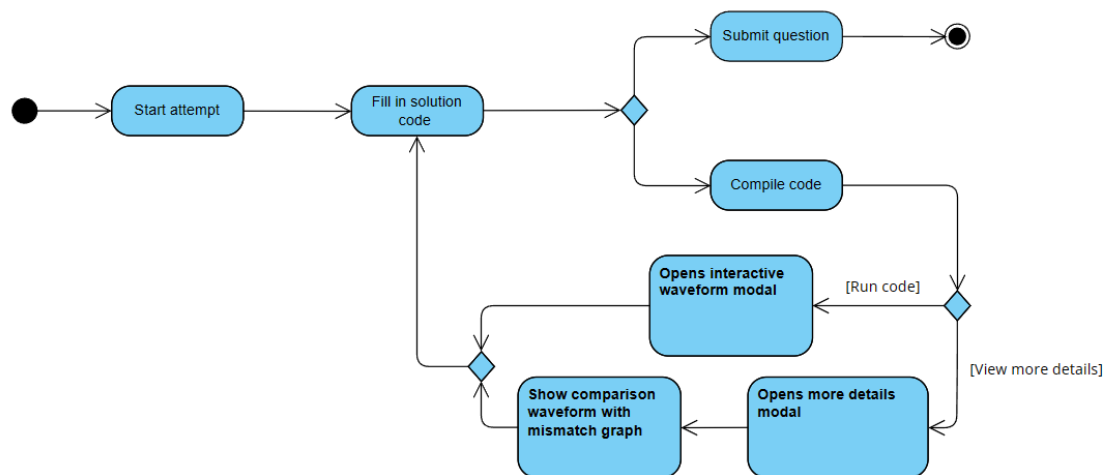 Submit question
Start attempt
Fill in solution
code
Compile code
Opens interactive
waveform modal
[Run code]
[View more details]
Show comparison
waveform with
mismatch graph
Opens more details
modal